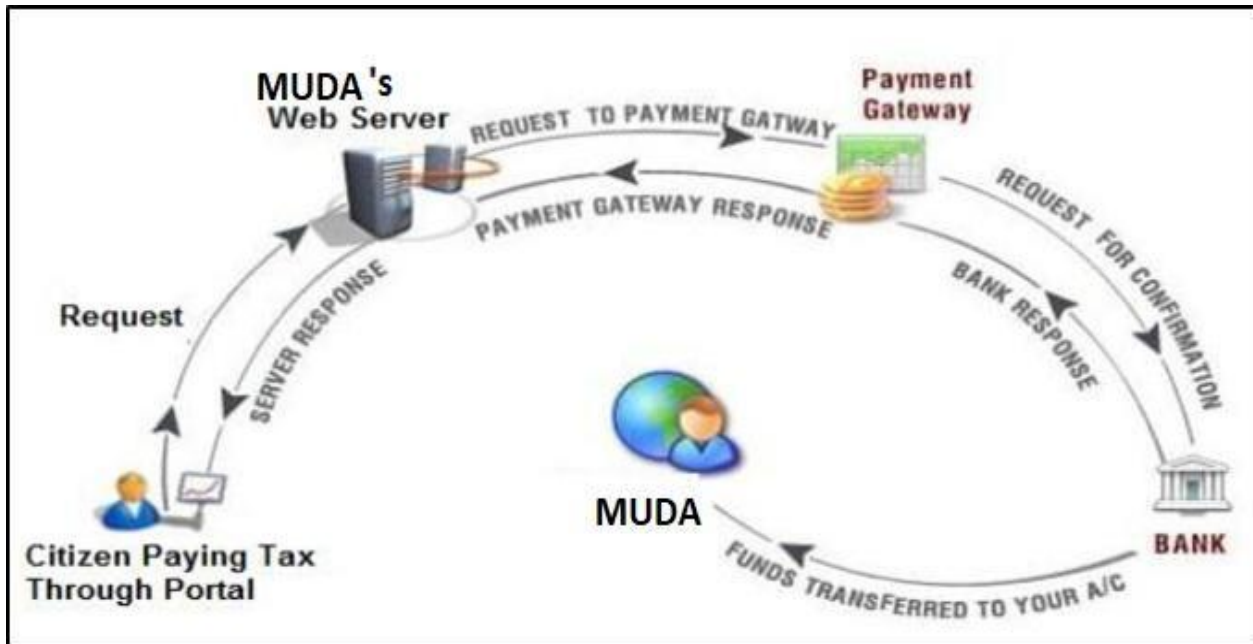 MUDA's
Web Server
Payment
Gateway
REQUEST TO PAYMENT GATWAY
PAYMENT GATEWAY RESPONSE
REQUEST FOR CONFIRMATION
BANK RESPONSE
Request
SERVER RESPONSE
MUDA
BANK
FUNDS TRANSFERRED TO YOUR A/C
Citizen Paying Tax
Through Portal